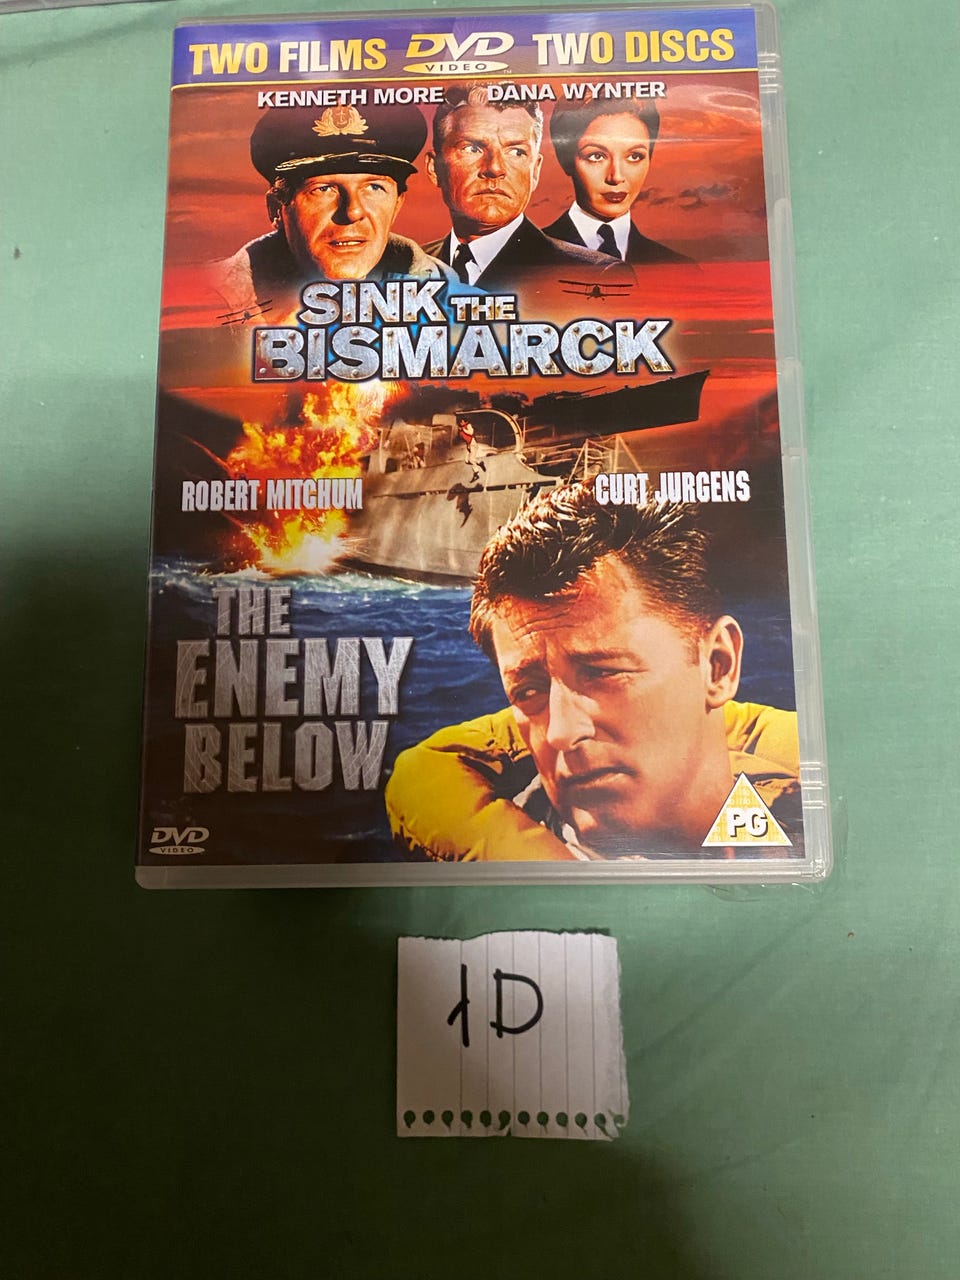 TWO FILMS DVD VIDEO TWO DISCS
KENNETH MORE DANA WYNTER
SINK THE
BISMARCK
ROBERT MITCHUM CURT JURGENS
THE
ENEMY
BELOW
PG
DVD
VIDEO
1D